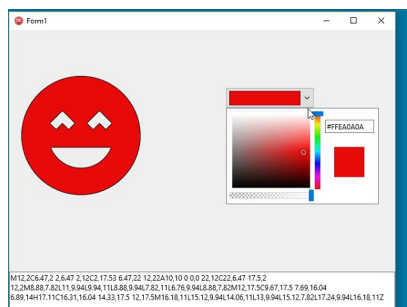 Form1
#FFEA0A0A
M12,2C6.47,2 2,6.47 2,12C2,17.53 6.47,22 12,22A10,10 0 0,0 22,12C22,6.47 17.5,2
12,2M8.88,7.82L11,9.94L9.94,11L8.88,9.94L7.82,11L6.76,9.94L8.88,7.82M12,17.5C9.67,17.5 7.69,16.04
6.89,14H17.11C16.31,16.04 14.33,17.5 12,17.5M16.18,11L15.12,9.94L14.06,11L13,9.94L15.12,7.82L17.24,9.94L16.18,11Z